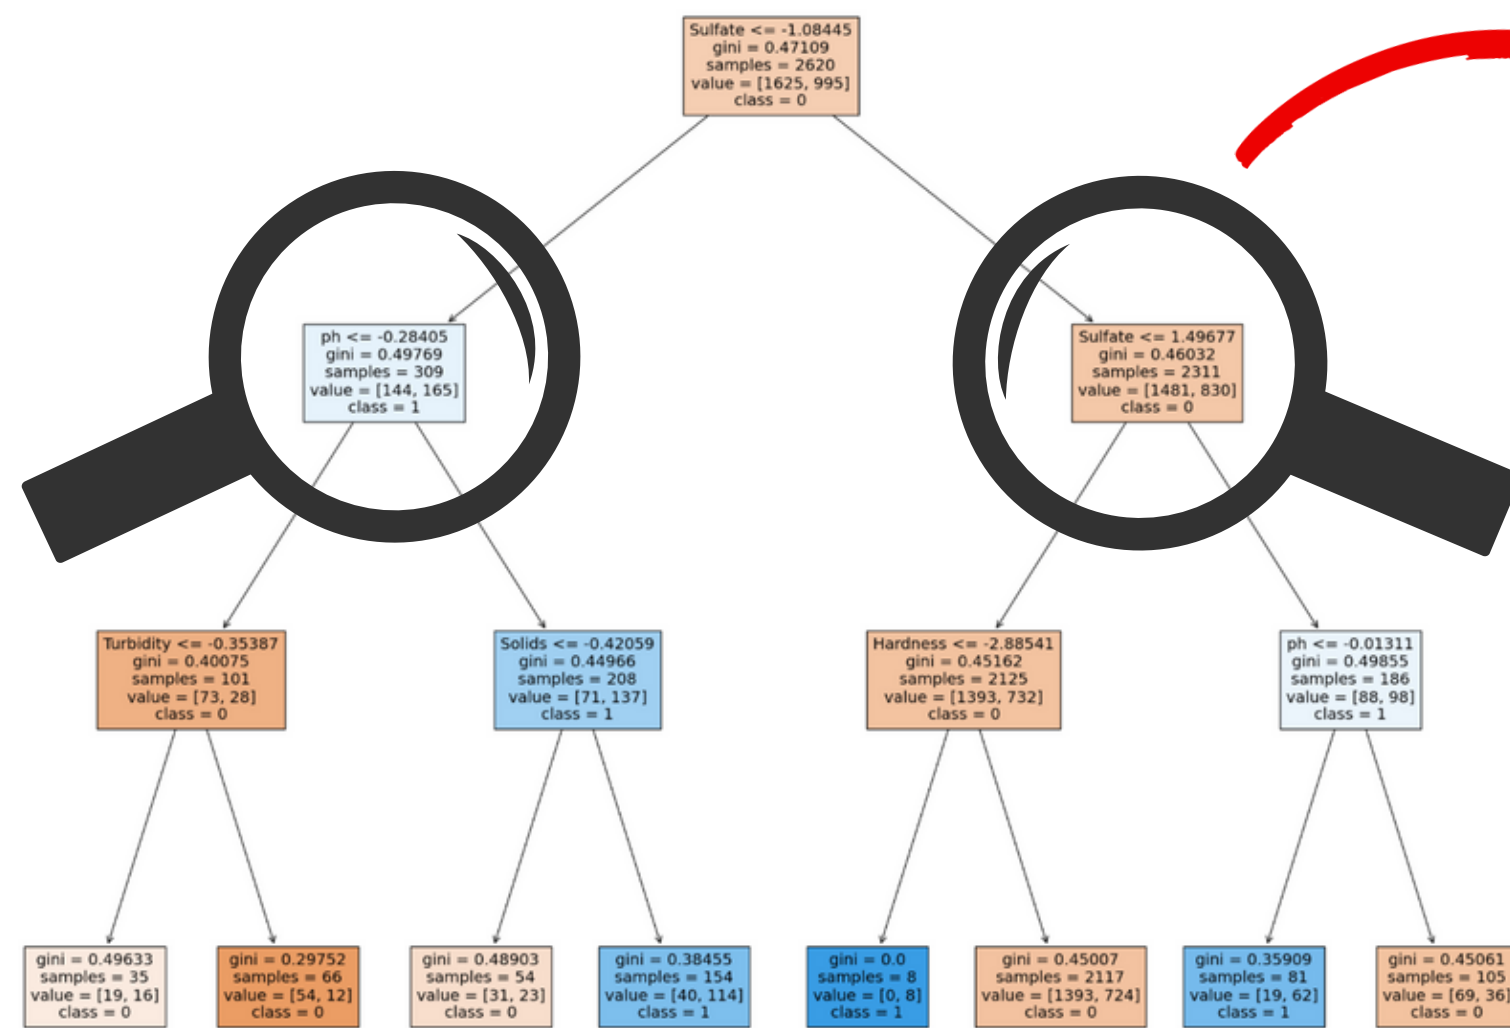 Sulfate <= -1.08445
gini = 0.47109
samples = 2620
value = [1625, 995]
class = 0
ph <= -0.28405
gini = 0.49769
samples = 309
value = [144, 165]
class = 1
Sulfate <= 1.49677
gini = 0.46032
samples = 2311
value = [1481, 830]
class = 0
Turbidity <= -0.35387
gini = 0.40075
samples = 101
value = [73, 28]
class = 0
Solids <= -0.42059
gini = 0.44966
samples = 208
value = [71, 137]
class = 1
Hardness <= -2.88541
gini = 0.45162
samples = 2125
value = [1393, 732]
class = 0
ph <= -0.01311
gini = 0.49855
samples = 186
value = [88, 98]
class = 1
gini = 0.49633
samples = 35
value = [19, 16]
class = 0
gini = 0.29752
samples = 66
value = [54, 12]
class = 0
gini = 0.48903
samples = 54
value = [31, 23]
class = 0
gini = 0.38455
samples = 154
value = [40, 114]
class = 1
gini = 0.0
samples = 8
value = [0, 8]
class = 1
gini = 0.45007
samples = 2117
value = [1393, 724]
class = 0
gini = 0.35909
samples = 81
value = [19, 62]
class = 1
gini = 0.45061
samples = 105
value = [69, 36]
class = 0